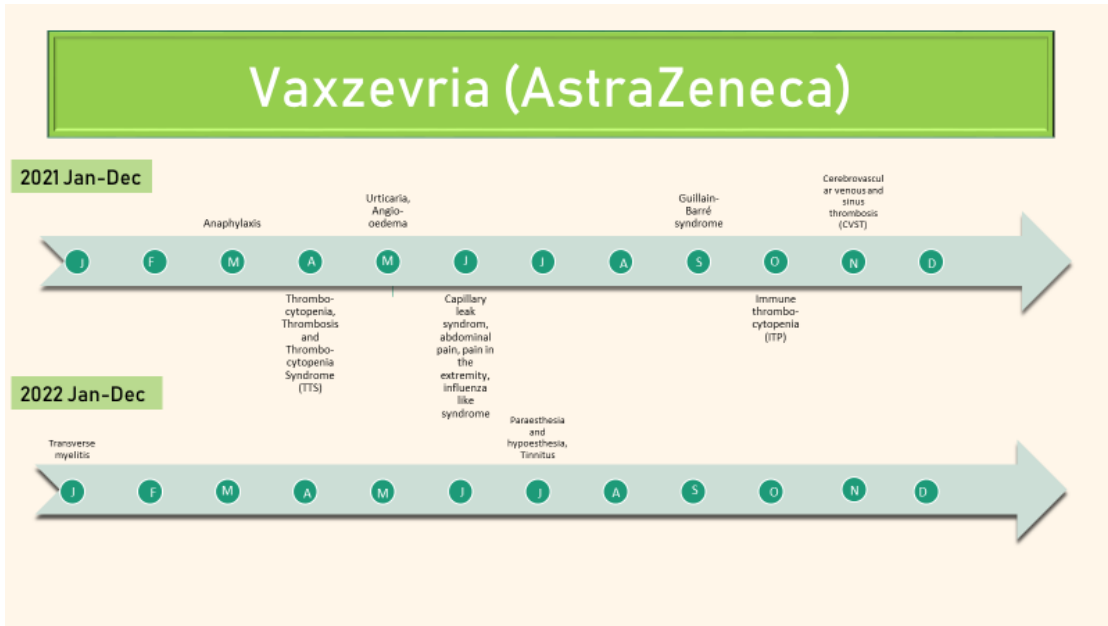 Vaxzevria (AstraZeneca)
2021 Jan-Dec
Anaphylaxis
Urticaria,
Angio-
oedema
Guillain-
Barré
syndrome
Cerebrovascul
ar venous and
sinus
thrombosis
(CVST)
J F M A M J J A S O N D
Thrombo-
cytopenia,
Thrombosis
and
Thrombo-
cytopenia
Syndrome
(TTS)
Capillary
leak
syndrom,
abdominal
pain, pain in
the
extremity,
influenza
like
syndrome
Immune
thrombo-
cytopenia
(ITP)
2022 Jan-Dec
Transverse
myelitis
Paraesthesia
and
hypoesthesia,
Tinnitus
J F M A M J J A S O N D